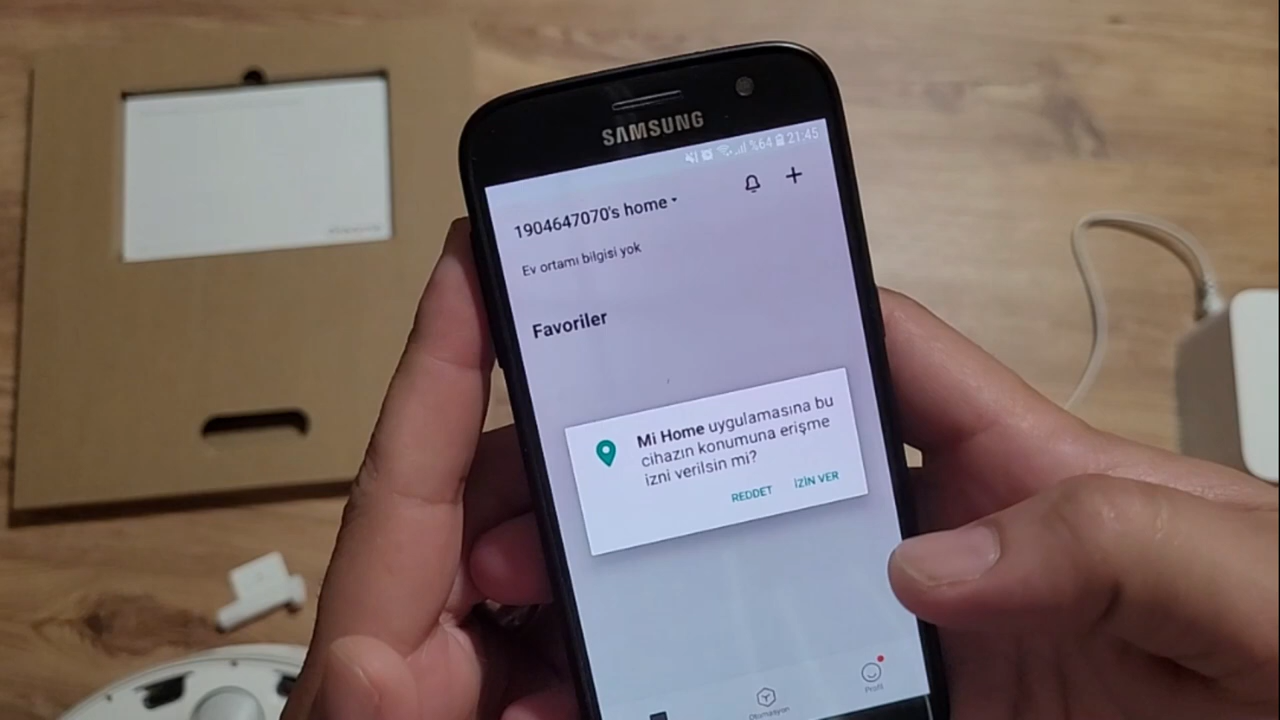 SAMSUNG
%64 21:45
1904647070's home
Ev ortamı bilgisi yok
Favoriler
Mi Home uygulamasına bu
cihazın konumuna erişme
izni verilsin mi?
REDDET İZİN VER
Otomasyon
Profil